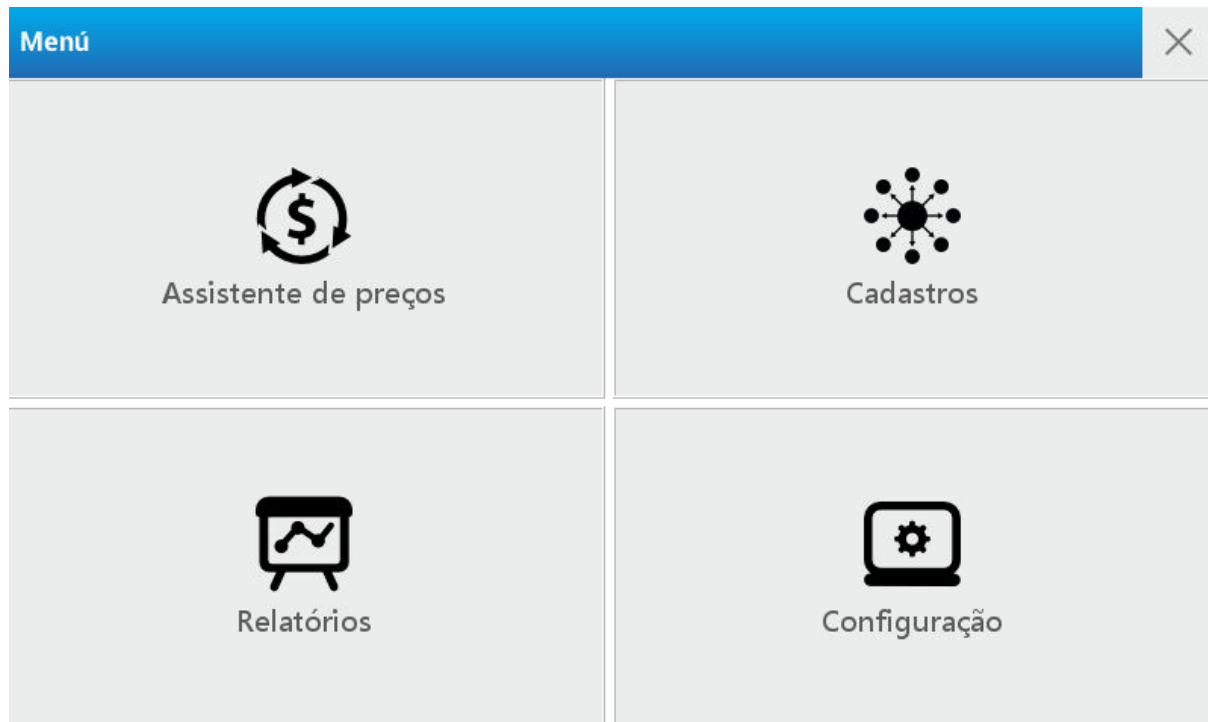 Menú
Assistente de preços
Cadastros
Relatórios
Configuração